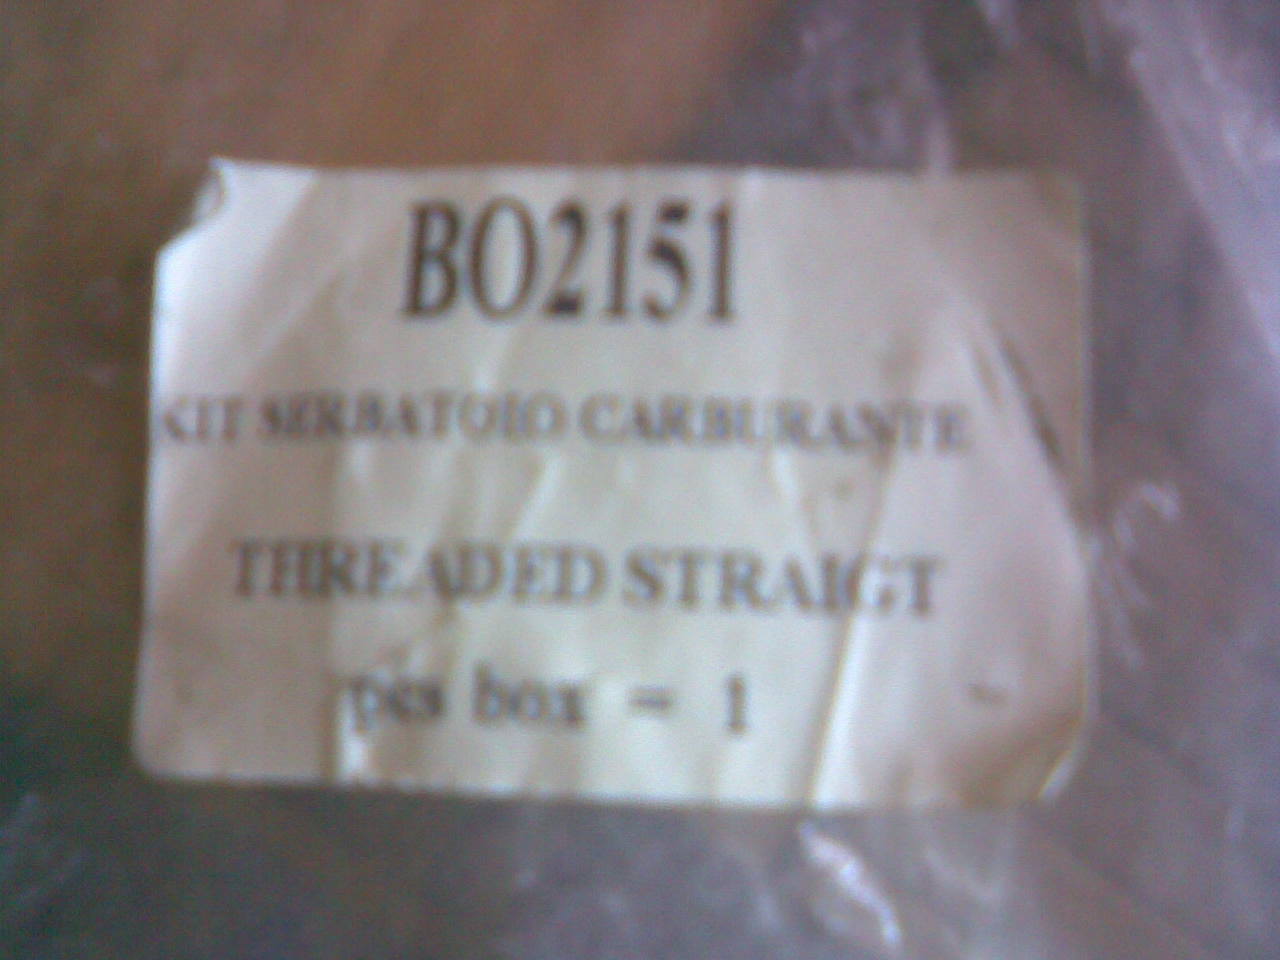 BO2151
KIT SERBATOIO CARBURANTE
THREADED STRAIGT
pcs box - 1